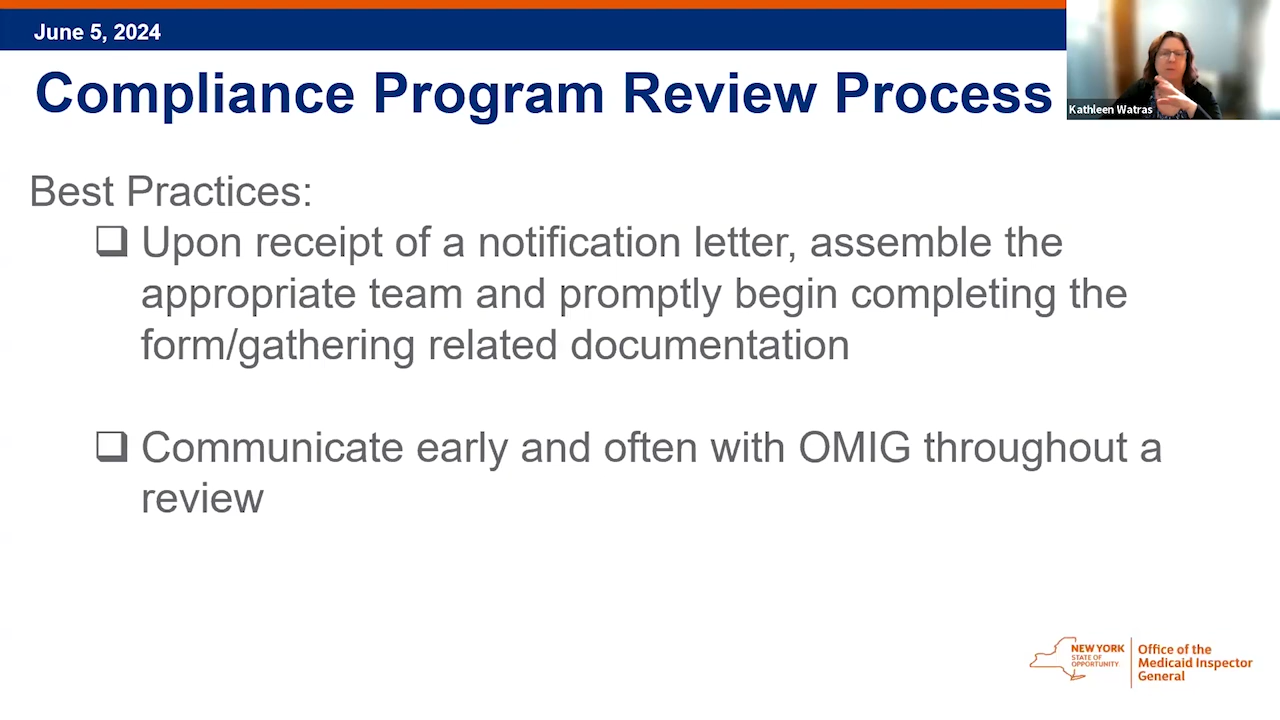 June 5, 2024
Compliance Program Review Process
Kathleen Watras
Best Practices:
❑ Upon receipt of a notification letter, assemble the
appropriate team and promptly begin completing the
form/gathering related documentation
❑ Communicate early and often with OMIG throughout a
review
NEW YORK
STATE OF
OPPORTUNITY.
Office of the
Medicaid Inspector
General